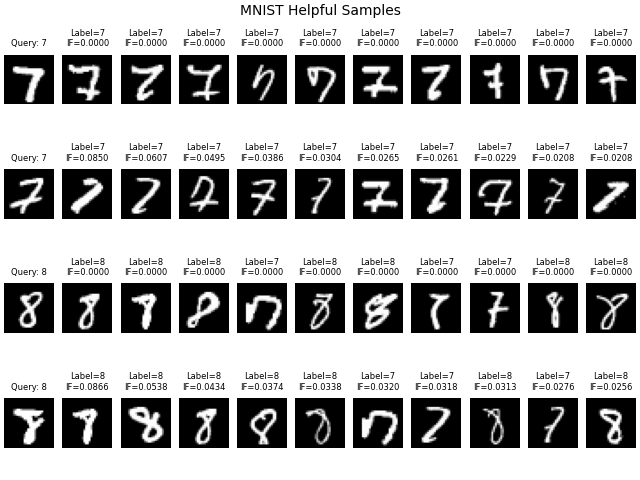 MNIST Helpful Samples
Label=7 Label=7 Label=7 Label=7 Label=7 Label=7 Label=7 Label=7 Label=7 Label=7
Query: 7 IF=0.0000 IF=0.0000 IF=0.0000 IF=0.0000 IF=0.0000 IF=0.0000 IF=0.0000 IF=0.0000 IF=0.0000 IF=0.0000
Label=7 Label=7 Label=7 Label=7 Label=7 Label=7 Label=7 Label=7 Label=7 Label=7
Query: 7 IF=0.0850 IF=0.0607 IF=0.0495 IF=0.0386 IF=0.0304 IF=0.0265 IF=0.0261 IF=0.0229 IF=0.0208 IF=0.0208
Label=8 Label=8 Label=8 Label=7 Label=8 Label=8 Label=7 Label=7 Label=8 Label=8
Query: 8 IF=0.0000 IF=0.0000 IF=0.0000 IF=0.0000 IF=0.0000 IF=0.0000 IF=0.0000 IF=0.0000 IF=0.0000 IF=0.0000
Label=8 Label=8 Label=8 Label=8 Label=8 Label=7 Label=7 Label=8 Label=7 Label=8
Query: 8 IF=0.0866 IF=0.0538 IF=0.0434 IF=0.0374 IF=0.0338 IF=0.0320 IF=0.0318 IF=0.0313 IF=0.0276 IF=0.0256